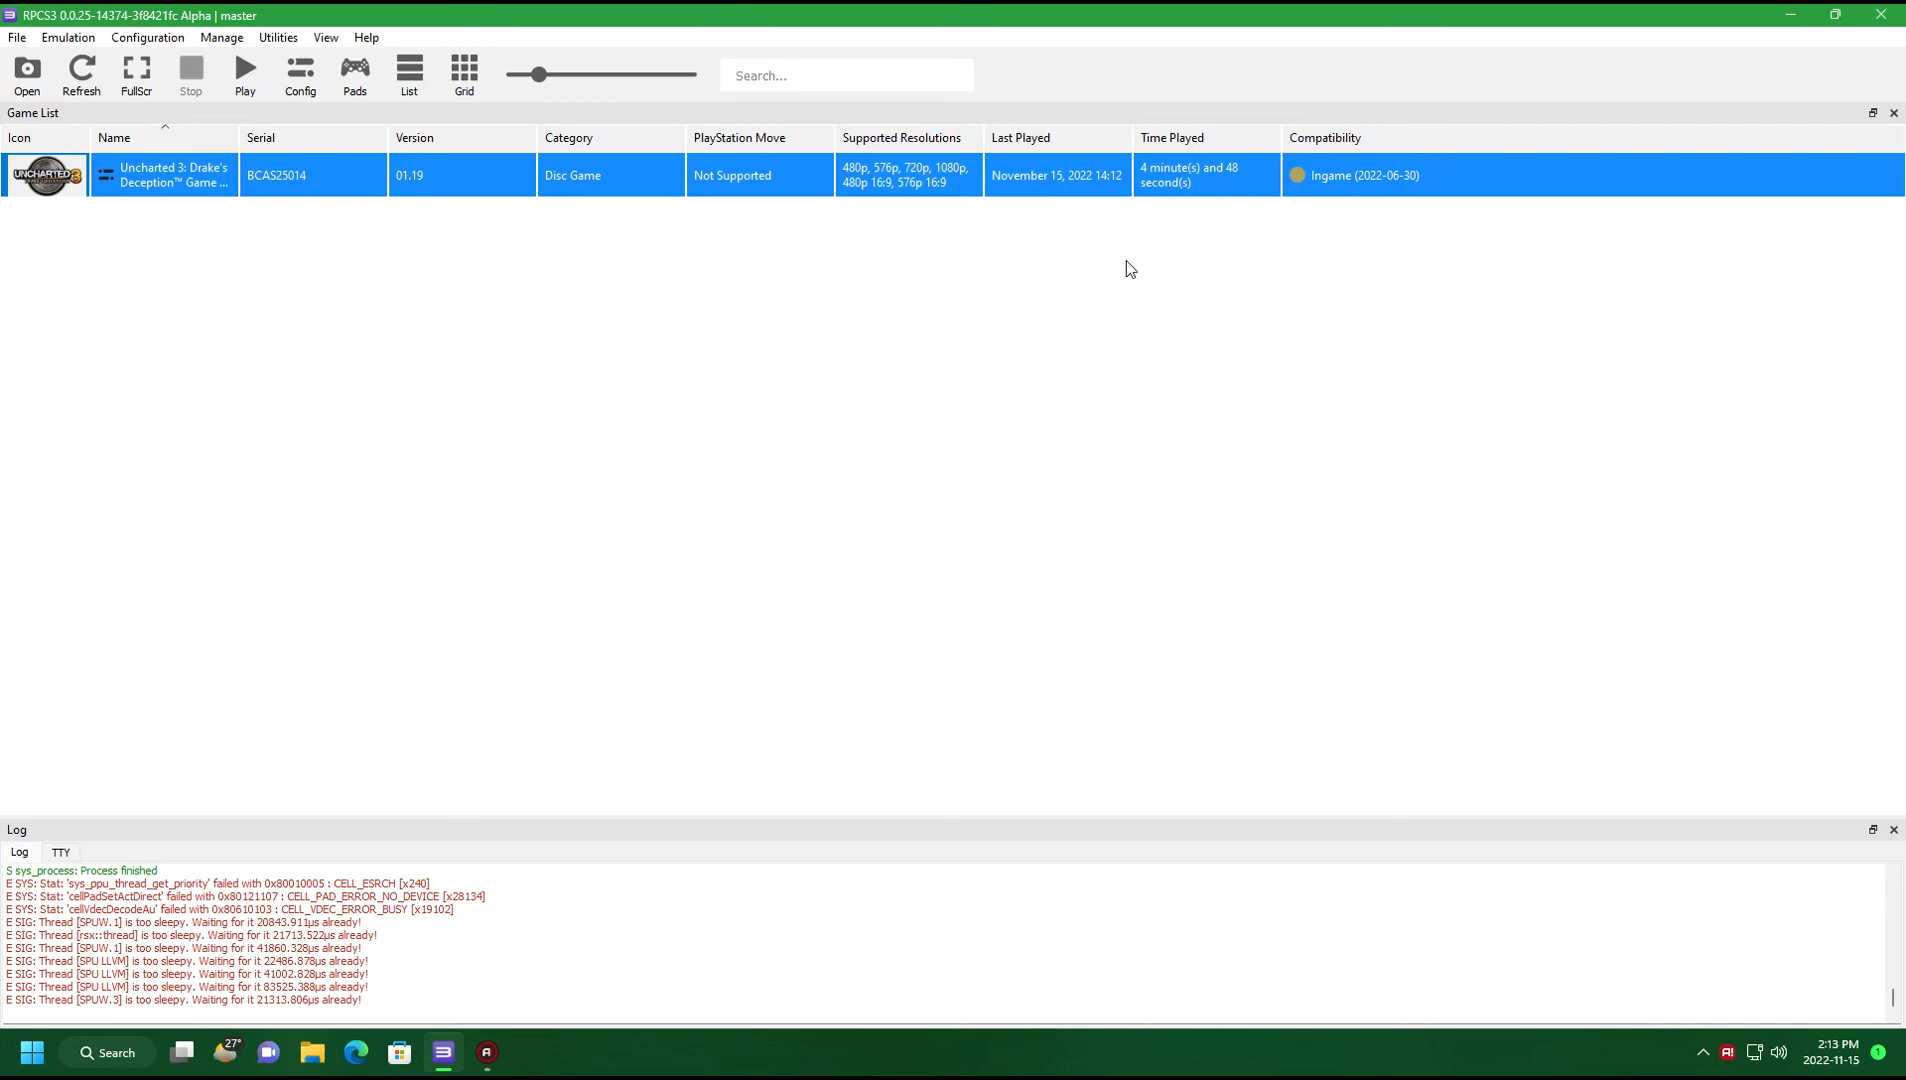 RPCS3 0.0.25-14374-3f8421fc Alpha | master
File Emulation Configuration Manage Utilities View Help
Open Refresh FullScr Stop Play Config Pads List Grid Search...
Game List
Icon Name Serial Version Category PlayStation Move Supported Resolutions Last Played Time Played Compatibility
UNCHARTED 3 Uncharted 3: Drake's Deception™ Game ... BCAS25014 01.19 Disc Game Not Supported 480p, 576p, 720p, 1080p, 480p 16:9, 576p 16:9 November 15, 2022 14:12 4 minute(s) and 48 second(s) Ingame (2022-06-30)
Log
Log TTY
S sys_process: Process finished
E SYS: Stat: 'sys_ppu_thread_get_priority' failed with 0x80010005 : CELL_ESRCH [x240]
E SYS: Stat: 'cellPadSetActDirect' failed with 0x80121107 : CELL_PAD_ERROR_NO_DEVICE [x28134]
E SYS: Stat: 'cellVdecDecodeAu' failed with 0x80610103 : CELL_VDEC_ERROR_BUSY [x19102]
E SIG: Thread [SPUW.1] is too sleepy. Waiting for it 20843.911µs already!
E SIG: Thread [rsx::thread] is too sleepy. Waiting for it 21713.522µs already!
E SIG: Thread [SPUW.1] is too sleepy. Waiting for it 41860.328µs already!
E SIG: Thread [SPU LLVM] is too sleepy. Waiting for it 22486.878µs already!
E SIG: Thread [SPU LLVM] is too sleepy. Waiting for it 41002.828µs already!
E SIG: Thread [SPU LLVM] is too sleepy. Waiting for it 83525.388µs already!
E SIG: Thread [SPUW.3] is too sleepy. Waiting for it 21313.806µs already!
Search 27° 2:13 PM 1
2022-11-15